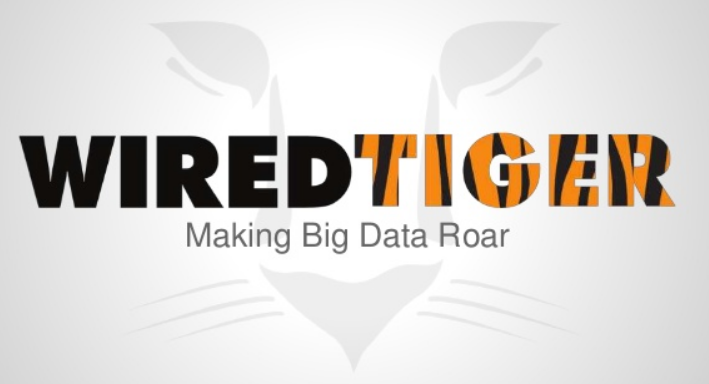 WIREDTIGER
Making Big Data Roar